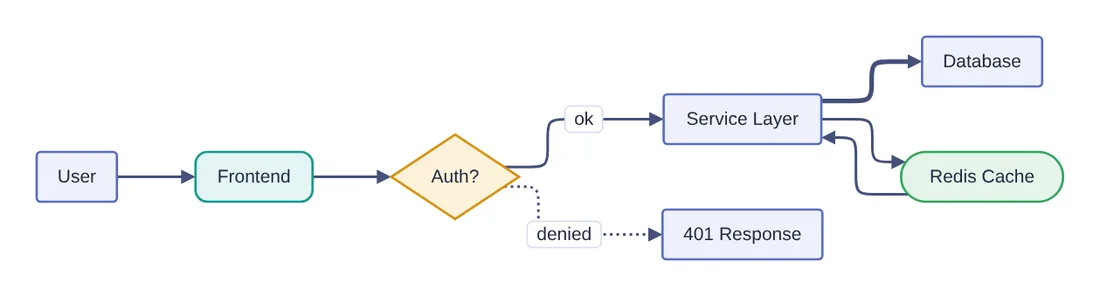 User
Frontend
Auth?
ok
denied
Service Layer
401 Response
Database
Redis Cache